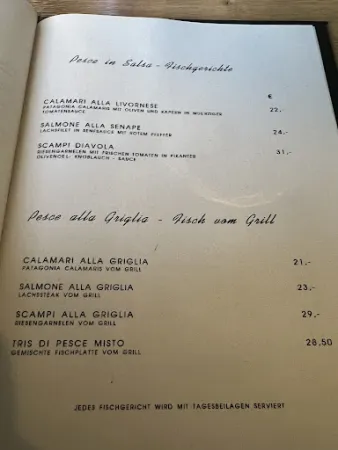 Pesce in Salsa - Fischgerichte
€
CALAMARI ALLA LIVORNESE
PATAGONIA CALAMARIS MIT OLIVEN UND KAPERN IN WÜRZIGER 22,-
TOMATENSAUCE
SALMONE ALLA SENAPE
LACHSFILET IN SENFSAUCE MIT ROTEM PFEFFER 24,-
SCAMPI DIAVOLA
RIESENGARNELEN MIT FRISCHEN TOMATEN IN PIKANTER 31,-
OLIVENOEL- KNOBLAUCH - SAUCE
Pesce alla Griglia - Fisch vom Grill
CALAMARI ALLA GRIGLIA 21,-
PATAGONIA CALAMARIS VOM GRILL
SALMONE ALLA GRIGLIA 23,-
LACHSSTEAK VOM GRILL
SCAMPI ALLA GRIGLIA 29,-
RIESENGARNELEN VOM GRILL
TRIS DI PESCE MISTO 28,50
GEMISCHTE FISCHPLATTE VOM GRILL
JEDES FISCHGERICHT WIRD MIT TAGESBEILAGEN SERVIERT